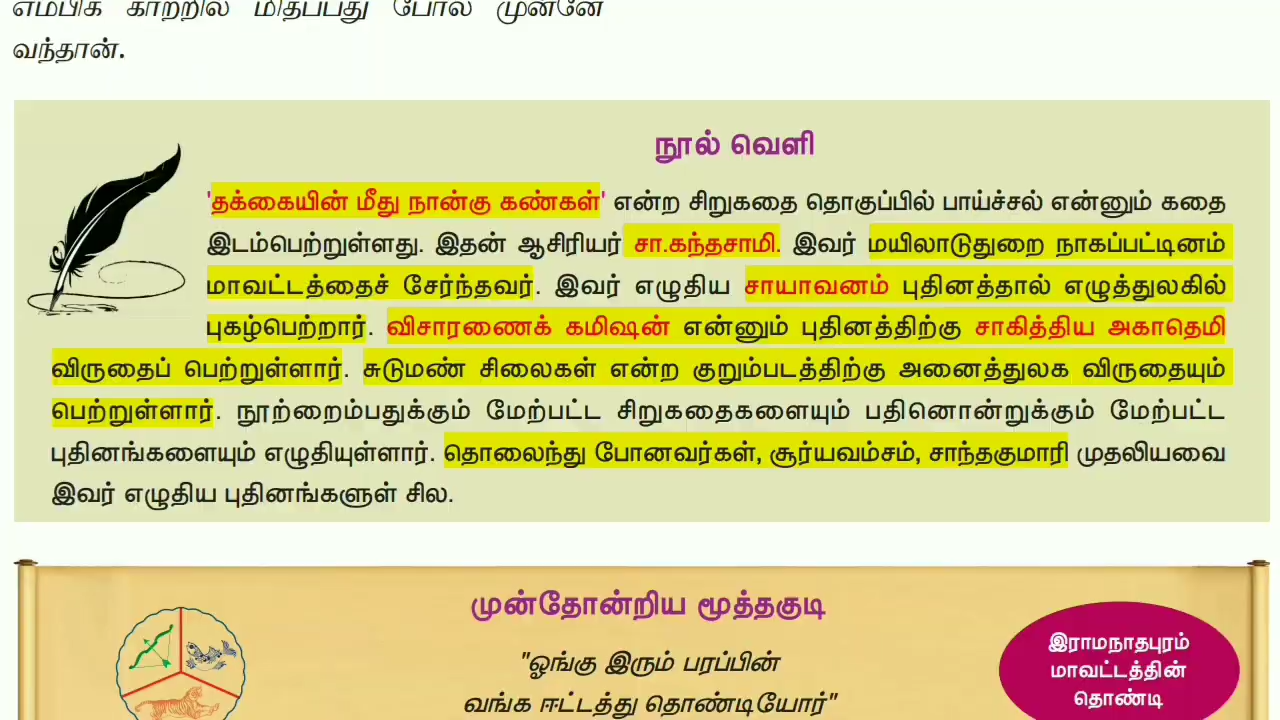 எம்பிக் காற்றில் மிதப்பது போல் முன்னே
வந்தான்.
நூல் வெளி
'தக்கையின் மீது நான்கு கண்கள்' என்ற சிறுகதை தொகுப்பில் பாய்ச்சல் என்னும் கதை
இடம்பெற்றுள்ளது. இதன் ஆசிரியர் சா.கந்தசாமி. இவர் மயிலாடுதுறை நாகப்பட்டினம்
மாவட்டத்தைச் சேர்ந்தவர். இவர் எழுதிய சாயாவனம் புதினத்தால் எழுத்துலகில்
புகழ்பெற்றார். விசாரணைக் கமிஷன் என்னும் புதினத்திற்கு சாகித்திய அகாதெமி
விருதைப் பெற்றுள்ளார். சுடுமண் சிலைகள் என்ற குறும்படத்திற்கு அனைத்துலக விருதையும்
பெற்றுள்ளார். நூற்றைம்பதுக்கும் மேற்பட்ட சிறுகதைகளையும் பதினொன்றுக்கும் மேற்பட்ட
புதினங்களையும் எழுதியுள்ளார். தொலைந்து போனவர்கள், சூர்யவம்சம், சாந்தகுமாரி முதலியவை
இவர் எழுதிய புதினங்களுள் சில.
முன்தோன்றிய மூத்தகுடி
"ஓங்கு இரும் பரப்பின்
வங்க ஈட்டத்து தொண்டியோர்"
இராமநாதபுரம்
மாவட்டத்தின்
தொண்டி